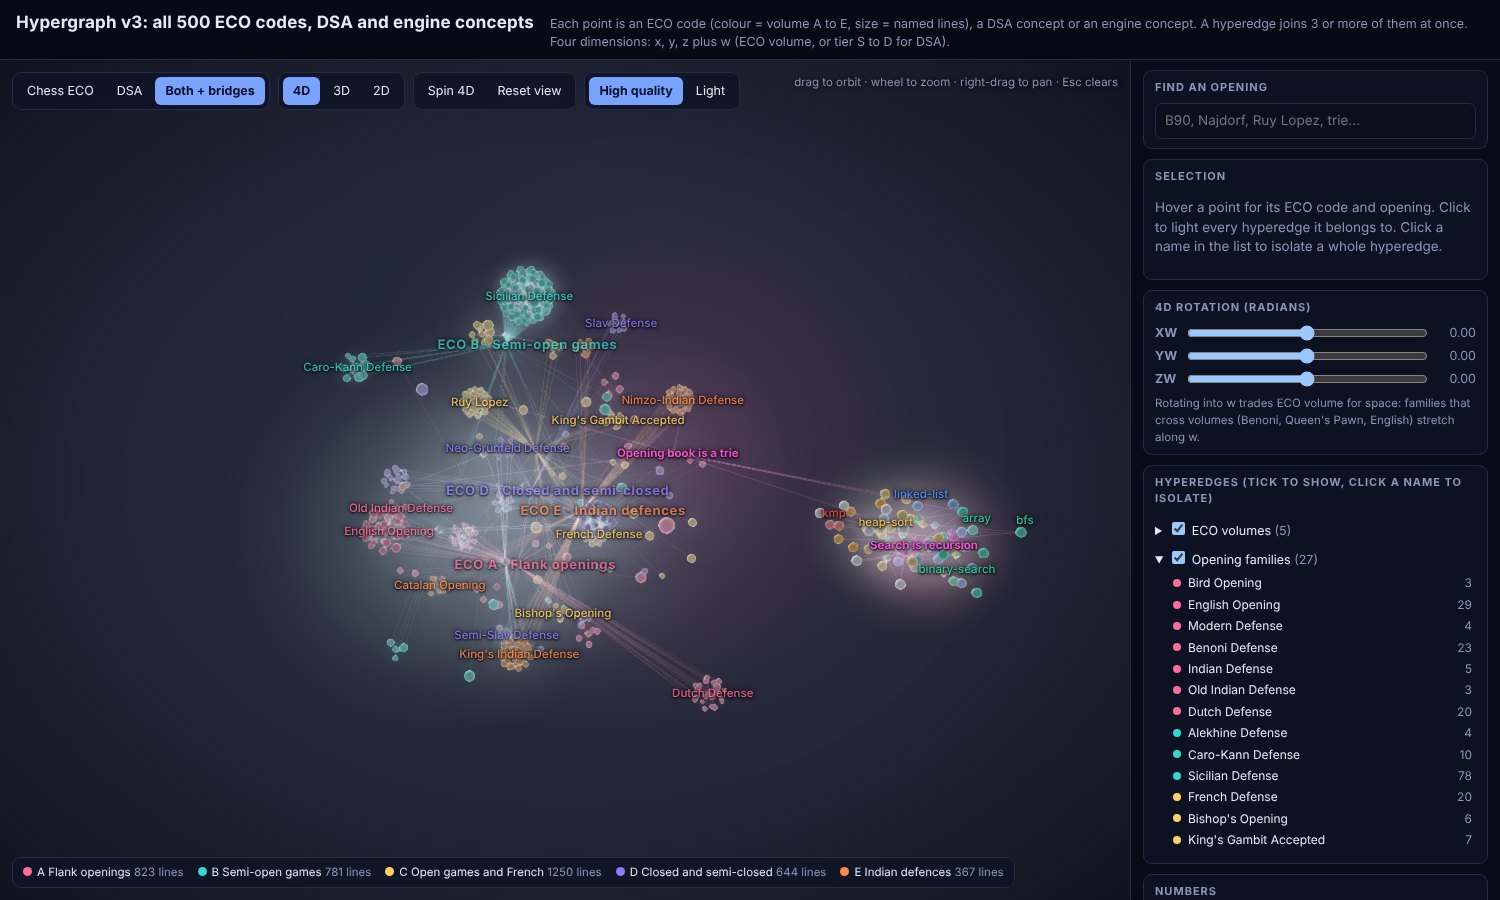 Hypergraph v3: all 500 ECO codes, DSA and engine concepts
Each point is an ECO code (colour = volume A to E, size = named lines), a DSA concept or an engine concept. A hyperedge joins 3 or more of them at once.
Four dimensions: x, y, z plus w (ECO volume, or tier S to D for DSA).
Chess ECO
DSA
Both + bridges
4D
3D
2D
Spin 4D
Reset view
High quality
Light
drag to orbit · wheel to zoom · right-drag to pan · Esc clears
Sicilian Defense
Slav Defense
ECO B · Semi-open games
Caro-Kann Defense
Ruy Lopez
Nimzo-Indian Defense
King's Gambit Accepted
Neo-Grunfeld Defense
Opening book is a trie
ECO D · Closed and semi-closed
Old Indian Defense
ECO E · Indian defences
English Opening
French Defense
ECO A · Flank openings
Catalan Opening
Bishop's Opening
Semi-Slav Defense
King's Indian Defense
Dutch Defense
linked-list
kmp
heap-sort
array
bfs
Search is recursion
binary-search
A Flank openings 823 lines
B Semi-open games 781 lines
C Open games and French 1250 lines
D Closed and semi-closed 644 lines
E Indian defences 367 lines
FIND AN OPENING
B90, Najdorf, Ruy Lopez, trie...
SELECTION
Hover a point for its ECO code and opening. Click
to light every hyperedge it belongs to. Click a
name in the list to isolate a whole hyperedge.
4D ROTATION (RADIANS)
XW 0.00
YW 0.00
ZW 0.00
Rotating into w trades ECO volume for space: families that
cross volumes (Benoni, Queen's Pawn, English) stretch
along w.
HYPEREDGES (TICK TO SHOW, CLICK A NAME TO
ISOLATE)
ECO volumes (5)
Opening families (27)
Bird Opening 3
English Opening 29
Modern Defense 4
Benoni Defense 23
Indian Defense 5
Old Indian Defense 3
Dutch Defense 20
Alekhine Defense 4
Caro-Kann Defense 10
Sicilian Defense 78
French Defense 20
Bishop's Opening 6
King's Gambit Accepted 7
NUMBERS